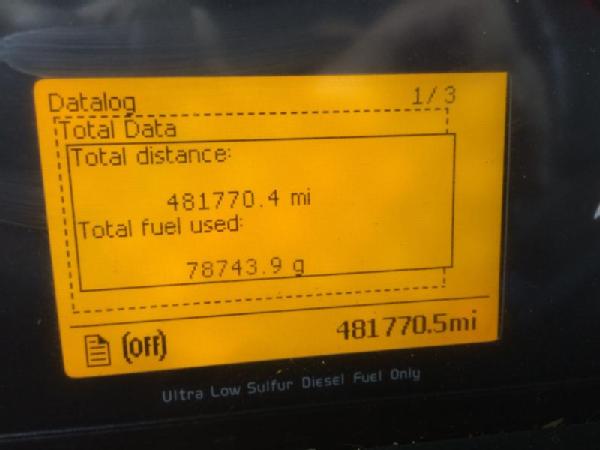 Datalog 1/3
Total Data
Total distance:
481770.4 mi
Total fuel used:
78743.9 g
(Off) 481770.5mi
Ultra Low Sulfur Diesel Fuel Only